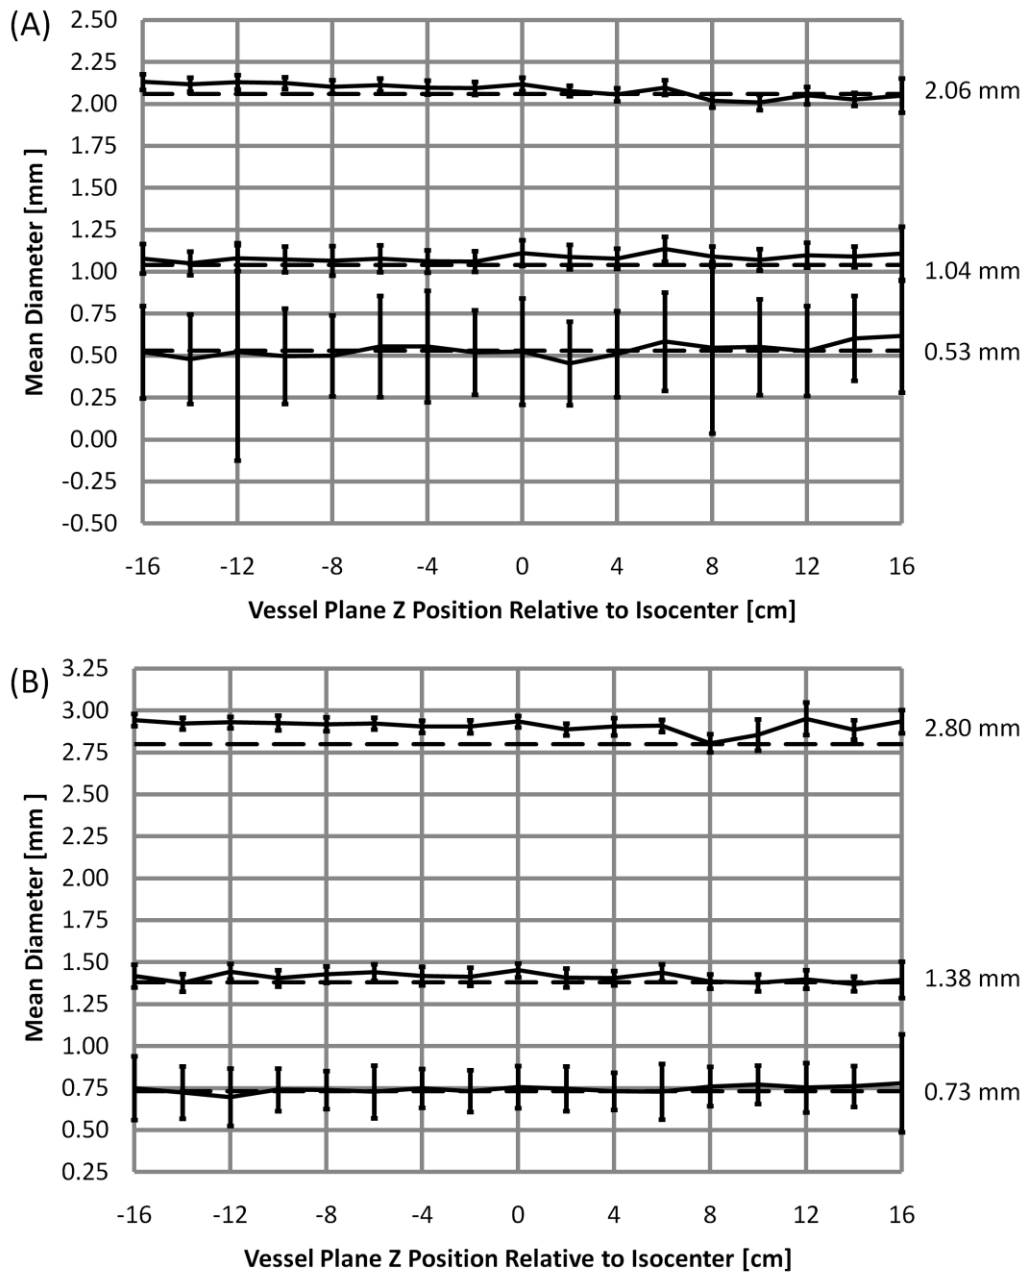 (A)
2.50
2.25
2.00
1.75
1.50
1.25
1.00
0.75
0.50
0.25
0.00
-0.25
-0.50
Mean Diameter [mm ]
2.06 mm
1.04 mm
0.53 mm
-16 -12 -8 -4 0 4 8 12 16
Vessel Plane Z Position Relative to Isocenter [cm]
(B)
3.25
3.00
2.75
2.50
2.25
2.00
1.75
1.50
1.25
1.00
0.75
0.50
0.25
Mean Diameter [mm ]
2.80 mm
1.38 mm
0.73 mm
-16 -12 -8 -4 0 4 8 12 16
Vessel Plane Z Position Relative to Isocenter [cm]